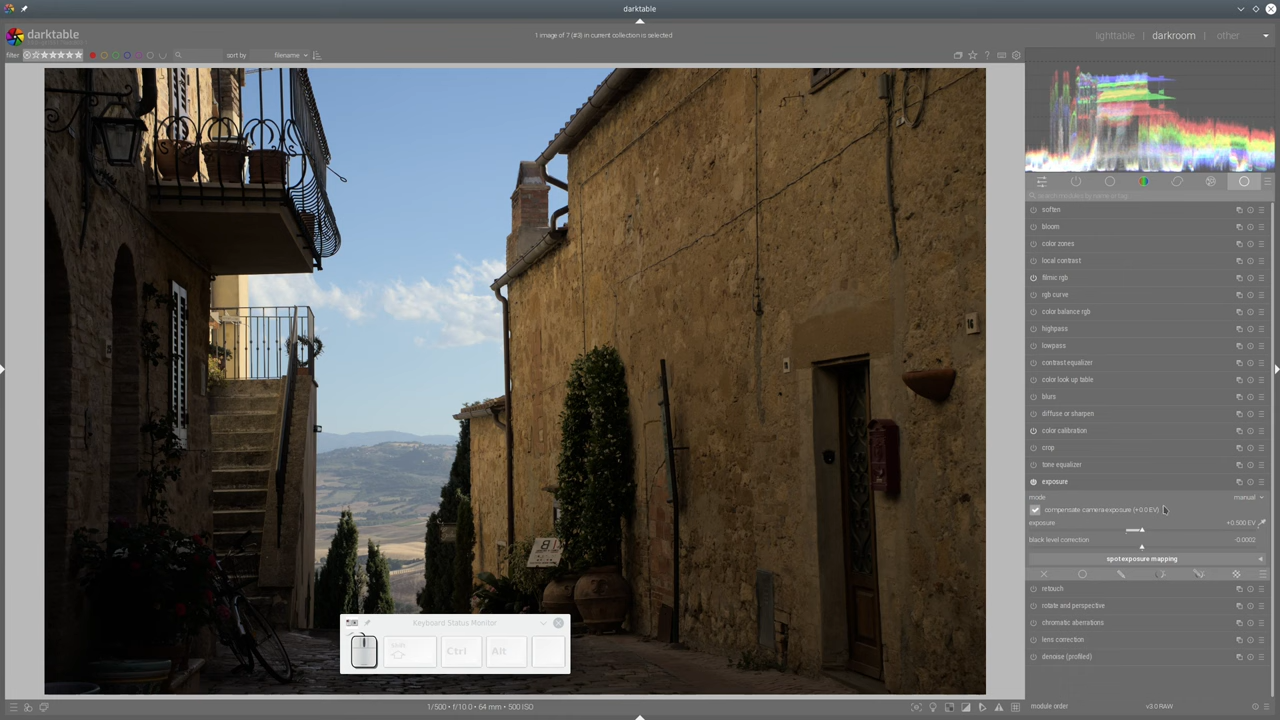 darktable
darktable
1 image of 7 (#3) in current collection is selected
lighttable | darkroom | other
filter
sort by filename
soften
bloom
color zones
local contrast
filmic rgb
rgb curve
color balance rgb
highpass
lowpass
contrast equalizer
color look up table
blurs
diffuse or sharpen
color calibration
crop
tone equalizer
exposure
mode manual
compensate camera exposure (+0.0 EV)
exposure +0.500 EV
black level correction -0.0002
spot exposure mapping
retouch
rotate and perspective
chromatic aberrations
lens correction
denoise (profiled)
16
81
Keyboard Status Monitor
Shift
Ctrl
Alt
1/500 • f/10.0 • 64 mm • 500 ISO
module order v3.0 RAW